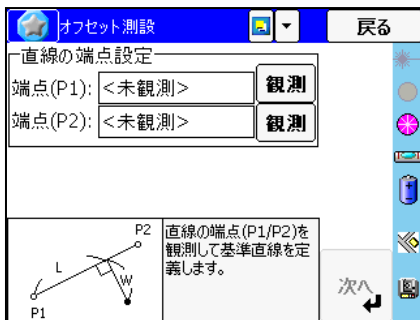 オフセット測設
戻る
直線の端点設定
端点(P1): <未観測> 観測
端点(P2): <未観測> 観測
P2
L
W
P1
直線の端点(P1/P2)を
観測して基準直線を定
義します。
次へ